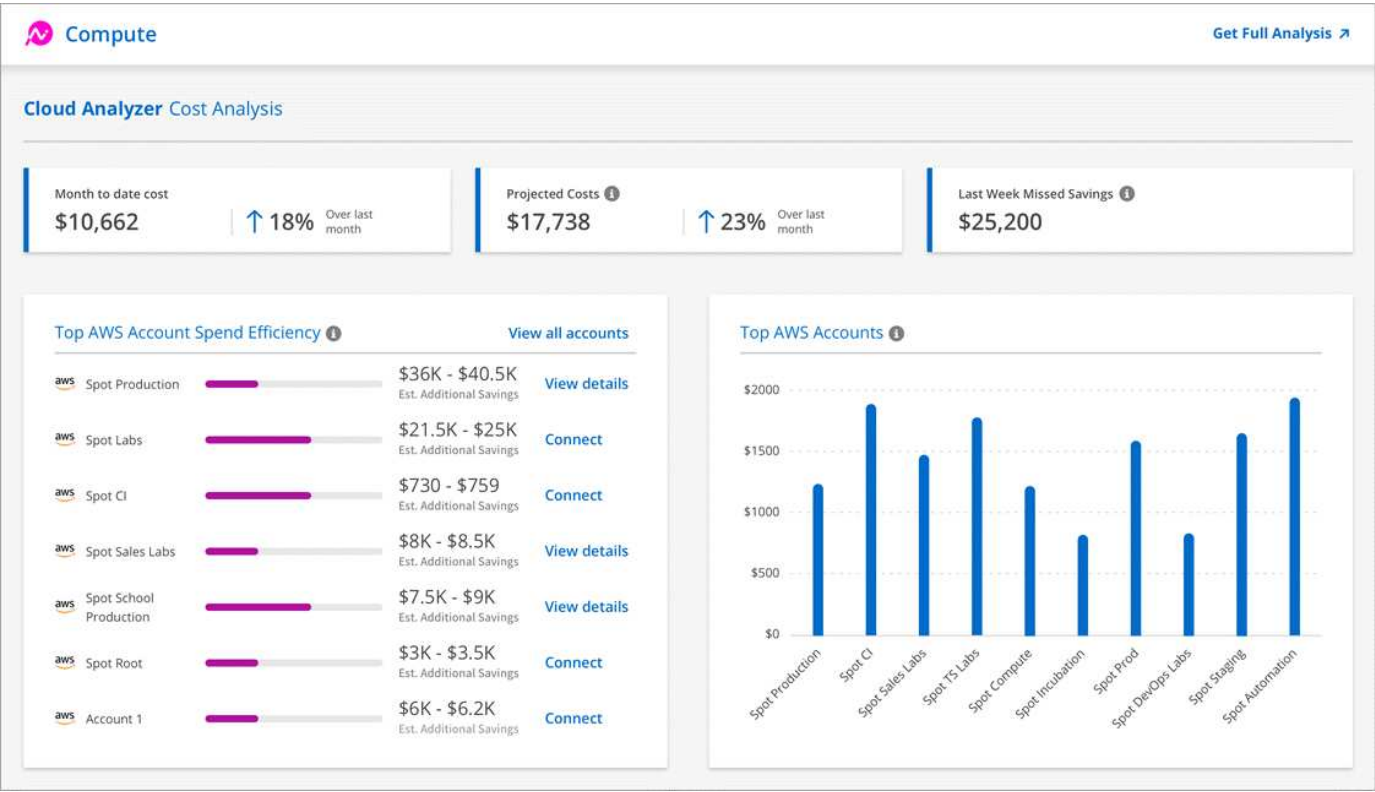 Compute
Get Full Analysis ↗
Cloud Analyzer Cost Analysis
Month to date cost
$10,662
↑ 18% Over last
month
Projected Costs
$17,738
↑ 23% Over last
month
Last Week Missed Savings
$25,200
Top AWS Account Spend Efficiency
View all accounts
aws Spot Production
$36K - $40.5K
Est. Additional Savings
View details
aws Spot Labs
$21.5K - $25K
Est. Additional Savings
Connect
aws Spot CI
$730 - $759
Est. Additional Savings
Connect
aws Spot Sales Labs
$8K - $8.5K
Est. Additional Savings
View details
aws Spot School
Production
$7.5K - $9K
Est. Additional Savings
View details
aws Spot Root
$3K - $3.5K
Est. Additional Savings
Connect
aws Account 1
$6K - $6.2K
Est. Additional Savings
Connect
Top AWS Accounts
$2000
$1500
$1000
$500
$0
Spot Production
Spot CI
Spot Sales Labs
Spot TS Labs
Spot Compute
Spot Incubation
Spot Prod
Spot DevOps Labs
Spot Staging
Spot Automation